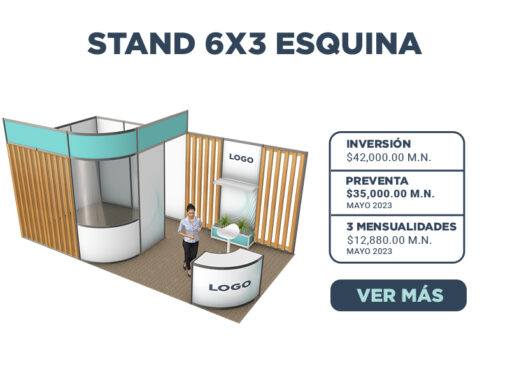 STAND 6X3 ESQUINA
LOGO
LOGO
INVERSIÓN
$42,000.00 M.N.
PREVENTA
$35,000.00 M.N.
MAYO 2023
3 MENSUALIDADES
$12,880.00 M.N.
MAYO 2023
VER MÁS